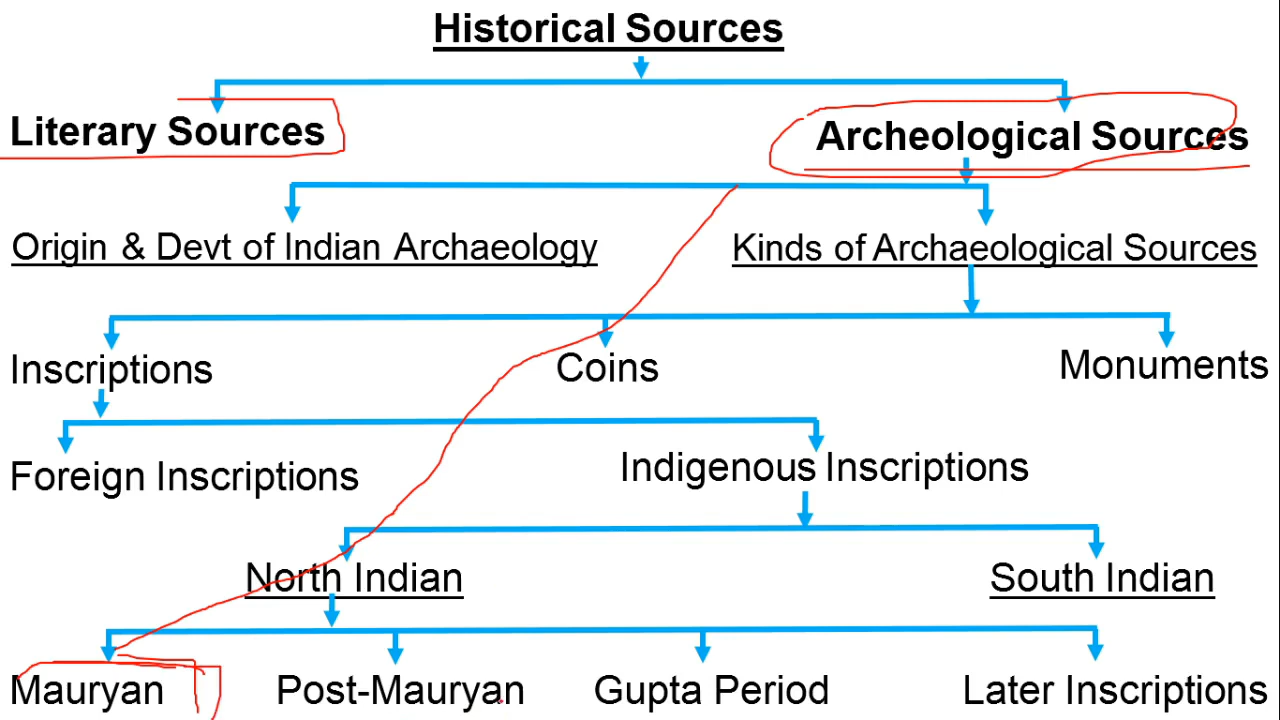 Historical Sources
Literary Sources
Archeological Sources
Origin & Devt of Indian Archaeology
Kinds of Archaeological Sources
Inscriptions
Coins
Monuments
Foreign Inscriptions
Indigenous Inscriptions
North Indian
South Indian
Mauryan
Post-Mauryan
Gupta Period
Later Inscriptions